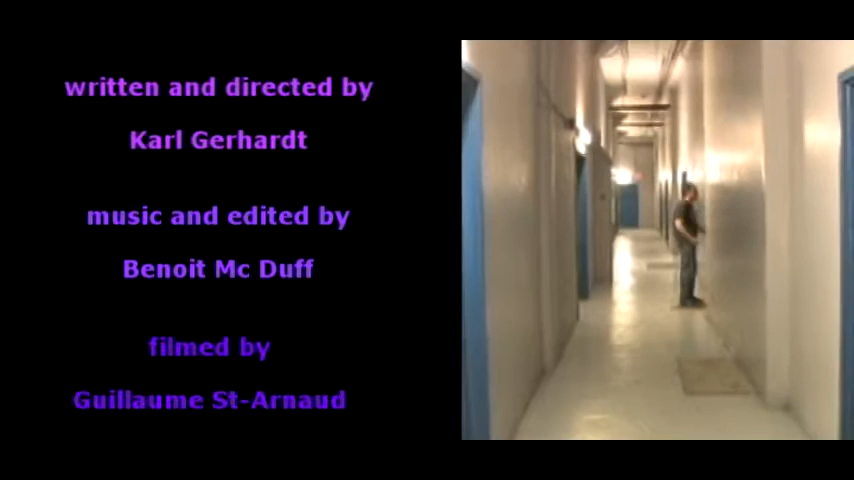 written and directed by
Karl Gerhardt
music and edited by
Benoit Mc Duff
filmed by
Guillaume St-Arnaud